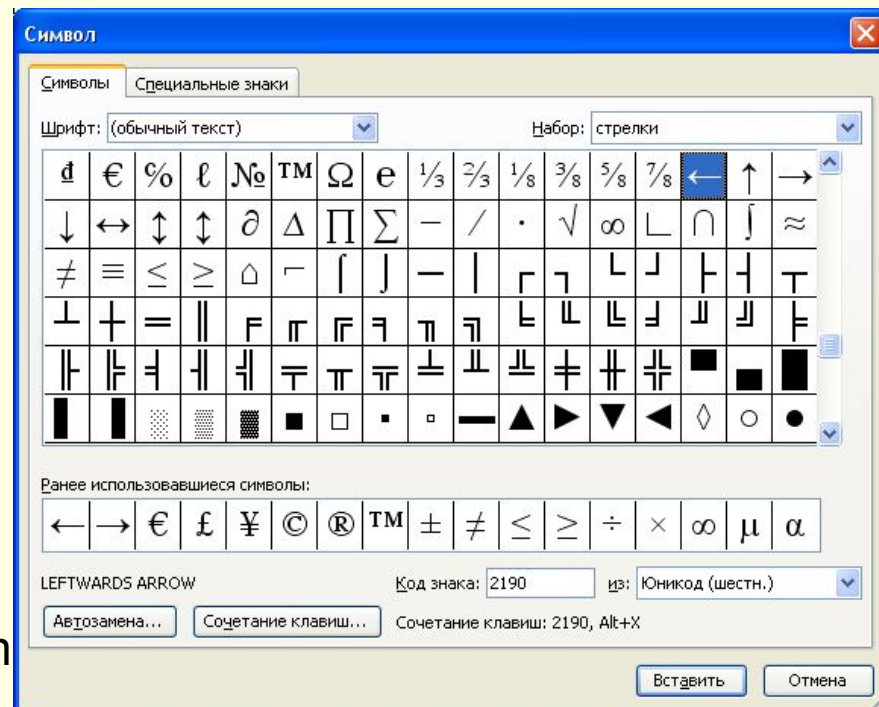 Символ
Символы Специальные знаки
Шрифт: (обычный текст) Набор: стрелки
₫ € ℅ ℓ № ™ Ω ℮ ⅓ ⅔ ⅛ ⅜ ⅝ ⅞ ← ↑ →
↓ ↔ ↕ ↨ ∂ ∆ ∏ ∑ − ∕ ∙ √ ∞ ∟ ∩ ∫ ≈
≠ ≡ ≤ ≥ ⌂ ⌐ ⌠ ⌡ ─ │ ┌ ┐ └ ┘ ├ ┤ ┬
┴ ┼ ═ ║ ╒ ╓ ╔ ╕ ╖ ╗ ╘ ╙ ╚ ╛ ╜ ╝ ╞
╟ ╠ ╡ ╢ ╣ ╤ ╥ ╦ ╧ ╨ ╩ ╪ ╫ ╬ ▀ ▄ █
▌ ▐ ░ ▒ ▓ ■ □ ▪ ▫ ▬ ▲ ► ▼ ◄ ◊ ○ ●
Ранее использовавшиеся символы:
← → € £ ¥ © ® ™ ± ≠ ≤ ≥ ÷ × ∞ µ α
LEFTWARDS ARROW Код знака: 2190 из: Юникод (шестн.)
Автозамена... Сочетание клавиш... Сочетание клавиш: 2190, Alt+X
Вставить Отмена